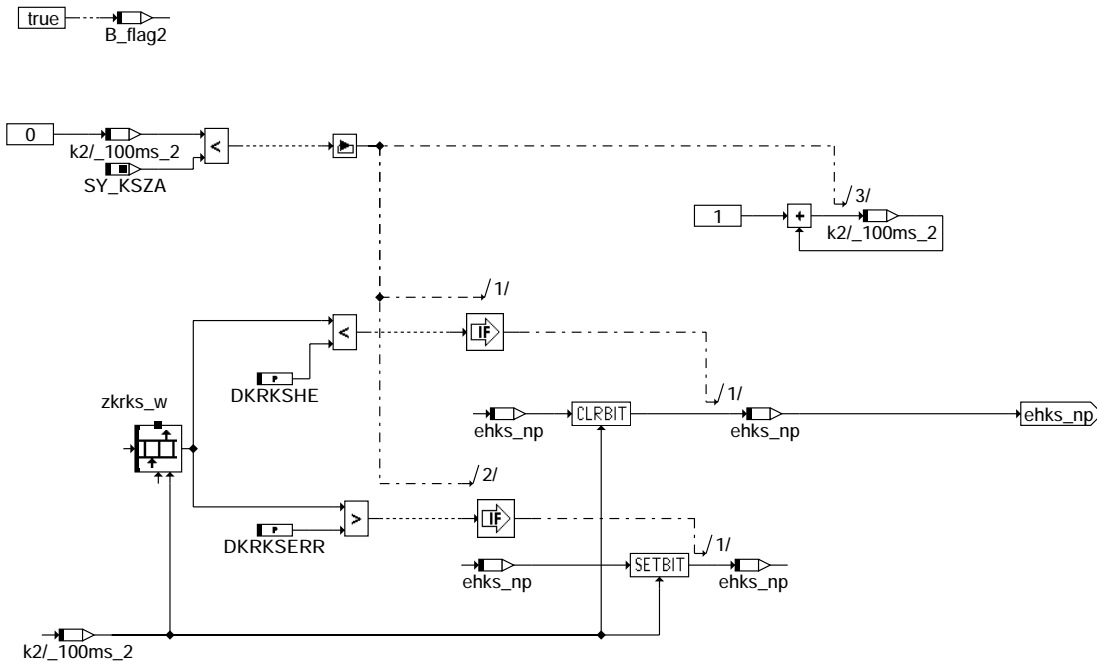 true
B_flag2
0
k2/_100ms_2
<
SY_KSZA
/3/
1
+
k2/_100ms_2
/1/
<
IF
P
DKRKSHE
/1/
zkrks_w
ehks_np
CLRBIT
ehks_np
ehks_np
/2/
>
IF
P
DKRKSERR
/1/
ehks_np
SETBIT
ehks_np
k2/_100ms_2